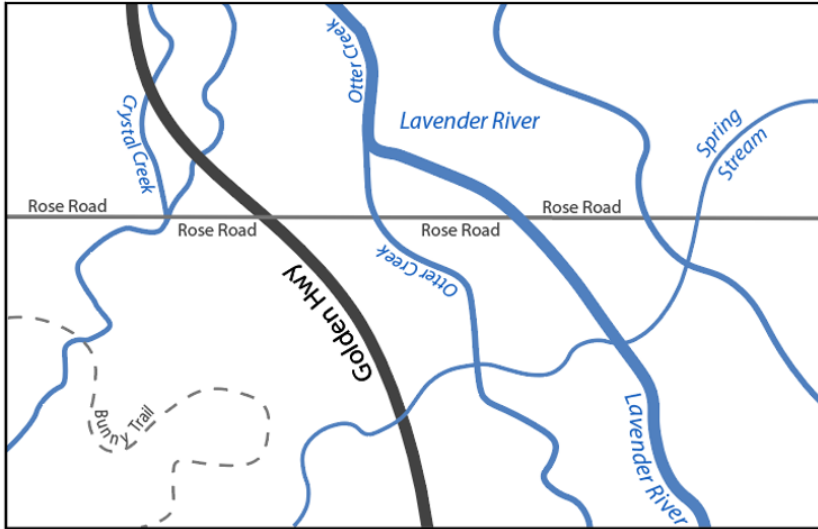 Otter Creek
Lavender River
Crystal Creek
Spring
Stream
Rose Road
Rose Road
Rose Road
Rose Road
Otter Creek
Golden Hwy
Bunny Trail
Lavender River